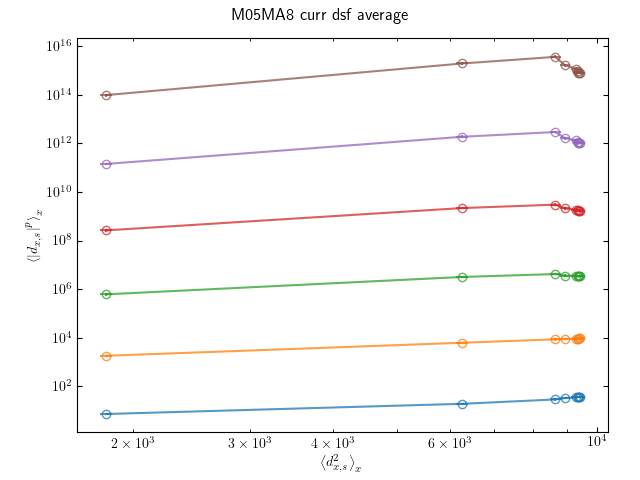 M05MA8 curr dsf average
10^16
10^14
10^12
10^10
10^8
10^6
10^4
10^2
⟨|d_{x,s}|^p⟩_x
2 × 10^3
3 × 10^3
4 × 10^3
6 × 10^3
10^4
⟨d_{x,s}^2⟩_x